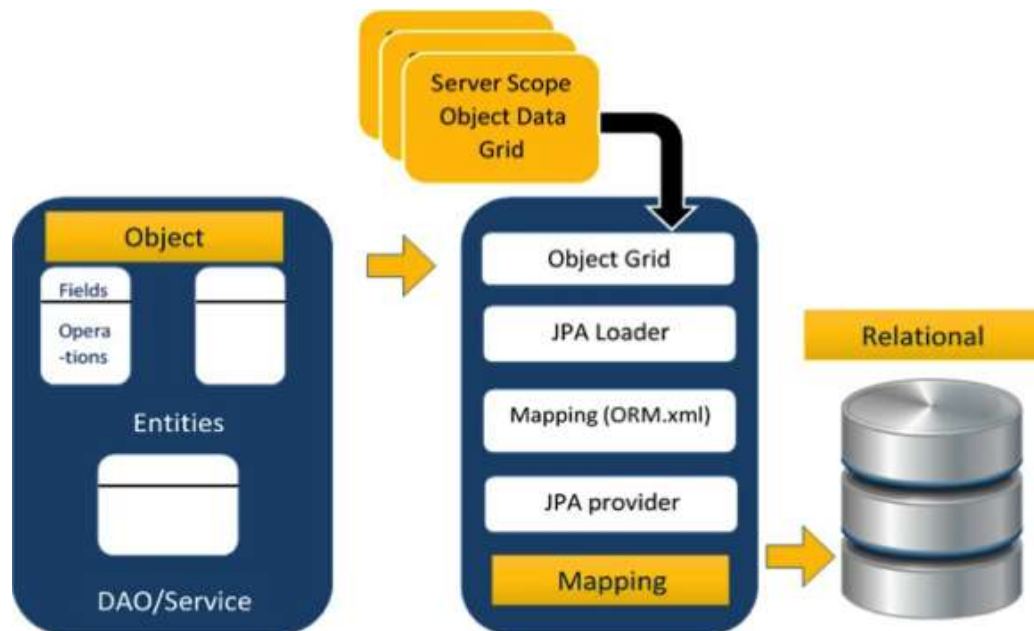 Server Scope
Object Data
Grid
Object
Fields
Opera
-tions
Entities
DAO/Service
Object Grid
JPA Loader
Mapping (ORM.xml)
JPA provider
Mapping
Relational